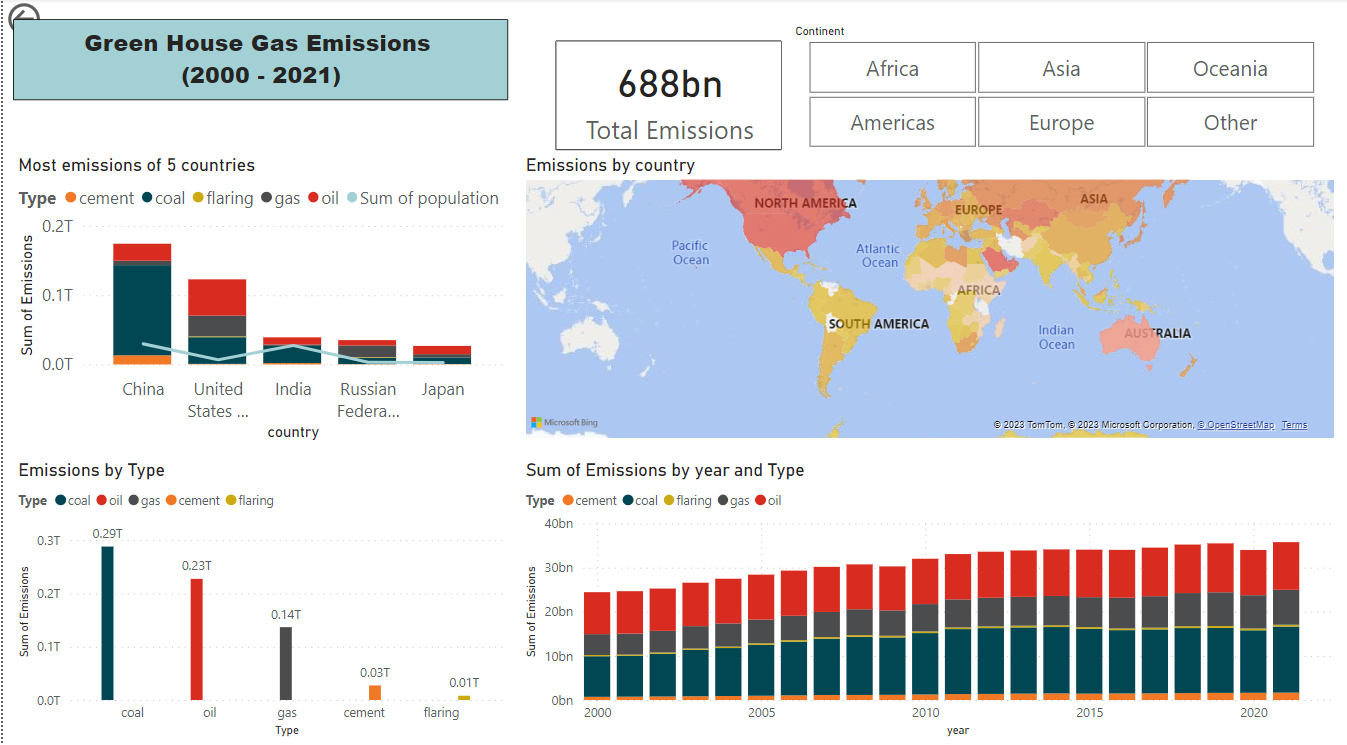 Green House Gas Emissions
(2000 - 2021)
688bn
Total Emissions
Continent
Africa
Asia
Oceania
Americas
Europe
Other
Most emissions of 5 countries
Type cement coal flaring gas oil Sum of population
Sum of Emissions
0.2T
0.1T
0.0T
China
United
States ...
India
Russian
Federa...
Japan
country
Emissions by country
NORTH AMERICA
EUROPE
ASIA
Pacific
Ocean
Atlantic
Ocean
AFRICA
SOUTH AMERICA
Indian
Ocean
AUSTRALIA
Microsoft Bing
© 2023 TomTom, © 2023 Microsoft Corporation, © OpenStreetMap Terms
Emissions by Type
Type coal oil gas cement flaring
Sum of Emissions
0.3T
0.2T
0.1T
0.0T
0.29T
0.23T
0.14T
0.03T
0.01T
coal
oil
gas
cement
flaring
Type
Sum of Emissions by year and Type
Type cement coal flaring gas oil
Sum of Emissions
40bn
30bn
20bn
10bn
0bn
2000
2005
2010
2015
2020
year